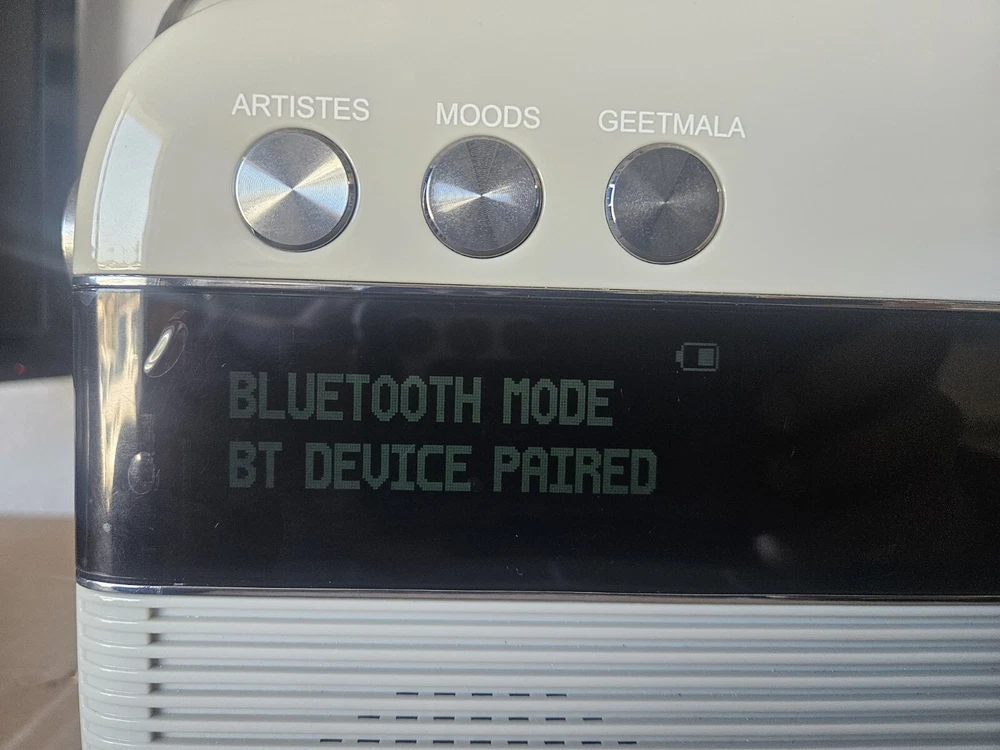 ARTISTES MOODS GEETMALA
BLUETOOTH MODE
BT DEVICE PAIRED